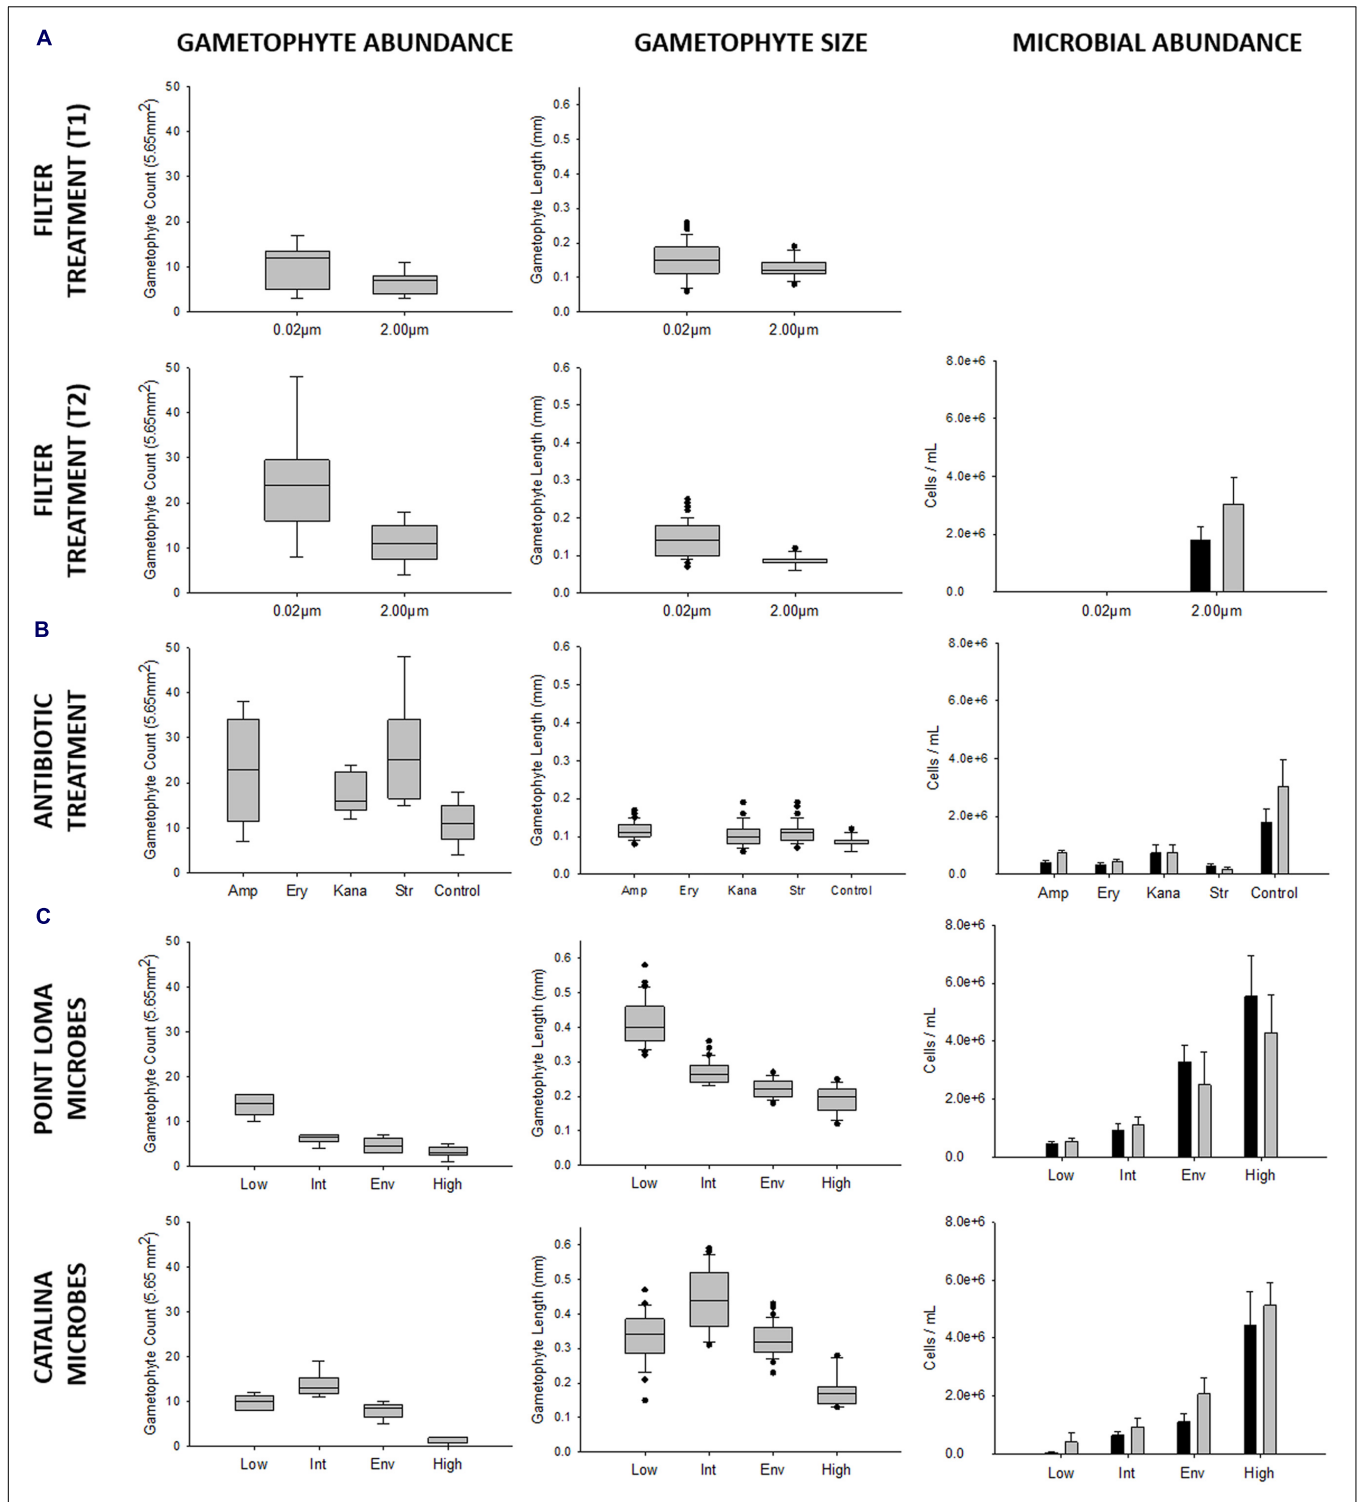 A
GAMETOPHYTE ABUNDANCE
GAMETOPHYTE SIZE
MICROBIAL ABUNDANCE
FILTER
TREATMENT (T1)
Gametophyte Count (5.65mm²)
50
40
30
20
10
0
0.02µm
2.00µm
Gametophyte Length (mm)
0.6
0.5
0.4
0.3
0.2
0.1
0.0
0.02µm
2.00µm
FILTER
TREATMENT (T2)
Gametophyte Count (5.65mm²)
50
40
30
20
10
0
0.02µm
2.00µm
Gametophyte Length (mm)
0.6
0.5
0.4
0.3
0.2
0.1
0.0
0.02µm
2.00µm
Cells / mL
8.0e+6
6.0e+6
4.0e+6
2.0e+6
0.0
0.02µm
2.00µm
B
ANTIBIOTIC
TREATMENT
Gametophyte Count (5.65mm²)
50
40
30
20
10
0
Amp Ery Kana Str Control
Gametophyte Length (mm)
0.6
0.5
0.4
0.3
0.2
0.1
0.0
Amp Ery Kana Str Control
Cells / mL
8.0e+6
6.0e+6
4.0e+6
2.0e+6
0.0
Amp Ery Kana Str Control
C
POINT LOMA
MICROBES
Gametophyte Count (5.65mm²)
50
40
30
20
10
0
Low Int Env High
Gametophyte Length (mm)
0.6
0.5
0.4
0.3
0.2
0.1
0.0
Low Int Env High
Cells / mL
8.0e+6
6.0e+6
4.0e+6
2.0e+6
0.0
Low Int Env High
CATALINA
MICROBES
Gametophyte Count (5.65 mm²)
50
40
30
20
10
0
Low Int Env High
Gametophyte Length (mm)
0.6
0.5
0.4
0.3
0.2
0.1
0.0
Low Int Env High
Cells / mL
8.0e+6
6.0e+6
4.0e+6
2.0e+6
0.0
Low Int Env High